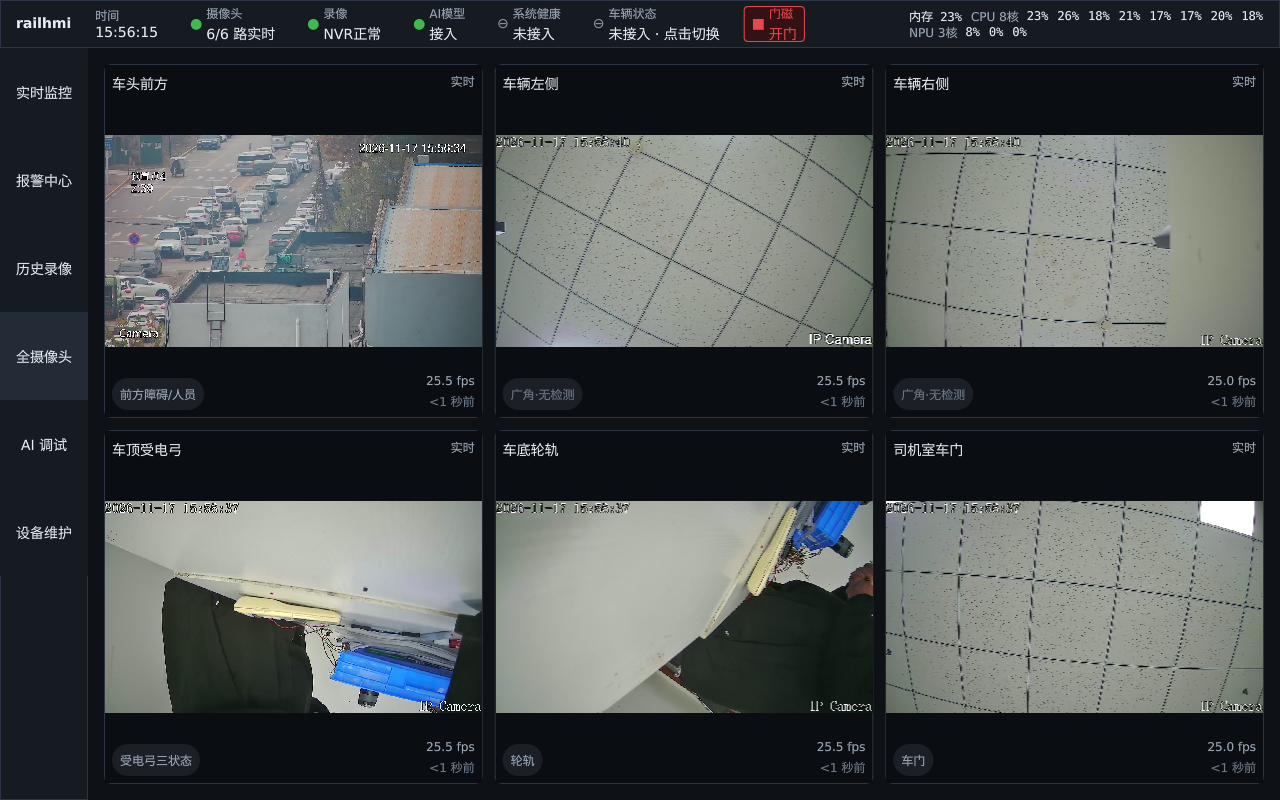 railhmi
时间
15:56:15
摄像头
6/6 路实时
录像
NVR正常
AI模型
接入
系统健康
未接入
车辆状态
未接入 · 点击切换
门磁
开门
内存 23% CPU 8核 23% 26% 18% 21% 17% 17% 20% 18%
NPU 3核 8% 0% 0%
实时监控
报警中心
历史录像
全摄像头
AI 调试
设备维护
车头前方
实时
Camera
前方障碍/人员
25.5 fps
<1 秒前
车辆左侧
实时
IP Camera
广角·无检测
25.5 fps
<1 秒前
车辆右侧
实时
IP Camera
广角·无检测
25.0 fps
<1 秒前
车顶受电弓
实时
IP Camera
受电弓三状态
25.5 fps
<1 秒前
车底轮轨
实时
IP Camera
轮轨
25.5 fps
<1 秒前
司机室车门
实时
IP Camera
车门
25.0 fps
<1 秒前